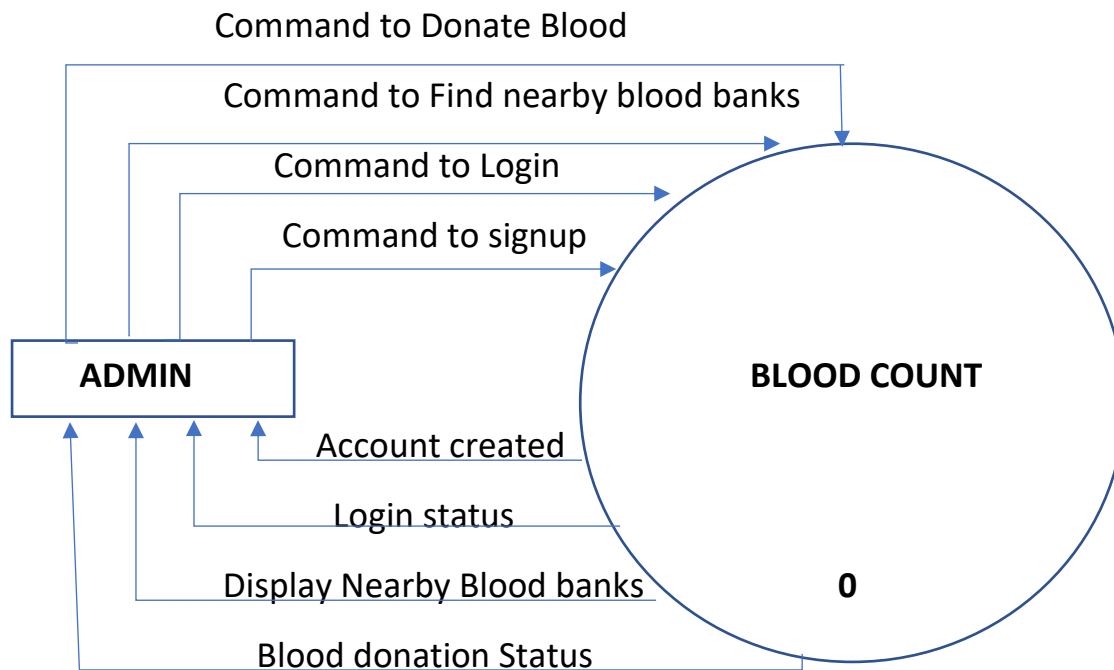 Command to Donate Blood
Command to Find nearby blood banks
Command to Login
Command to signup
ADMIN
BLOOD COUNT
Account created
Login status
Display Nearby Blood banks
0
Blood donation Status